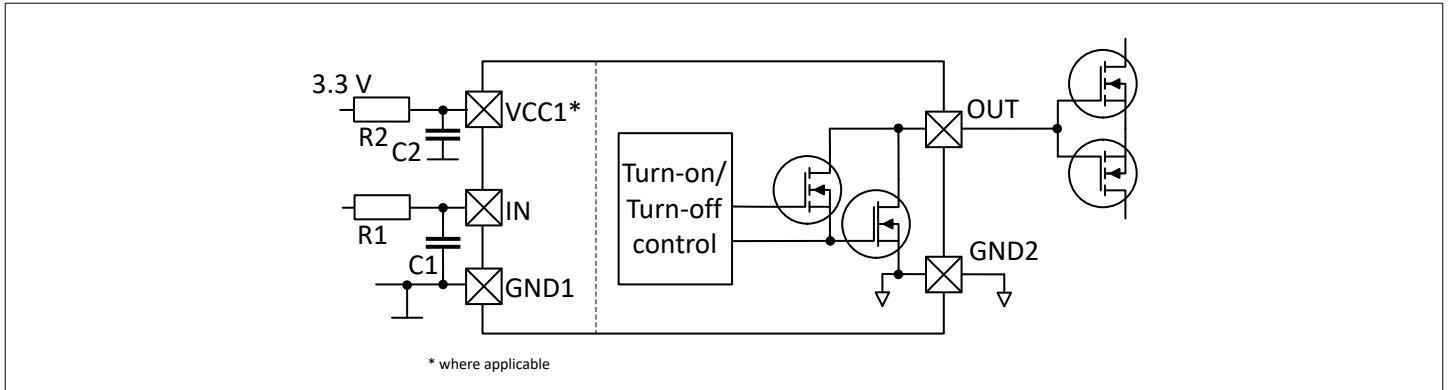 3.3 V
VCC1*
R2
C2
OUT
Turn-on/
Turn-off
control
IN
R1
C1
GND2
GND1
* where applicable